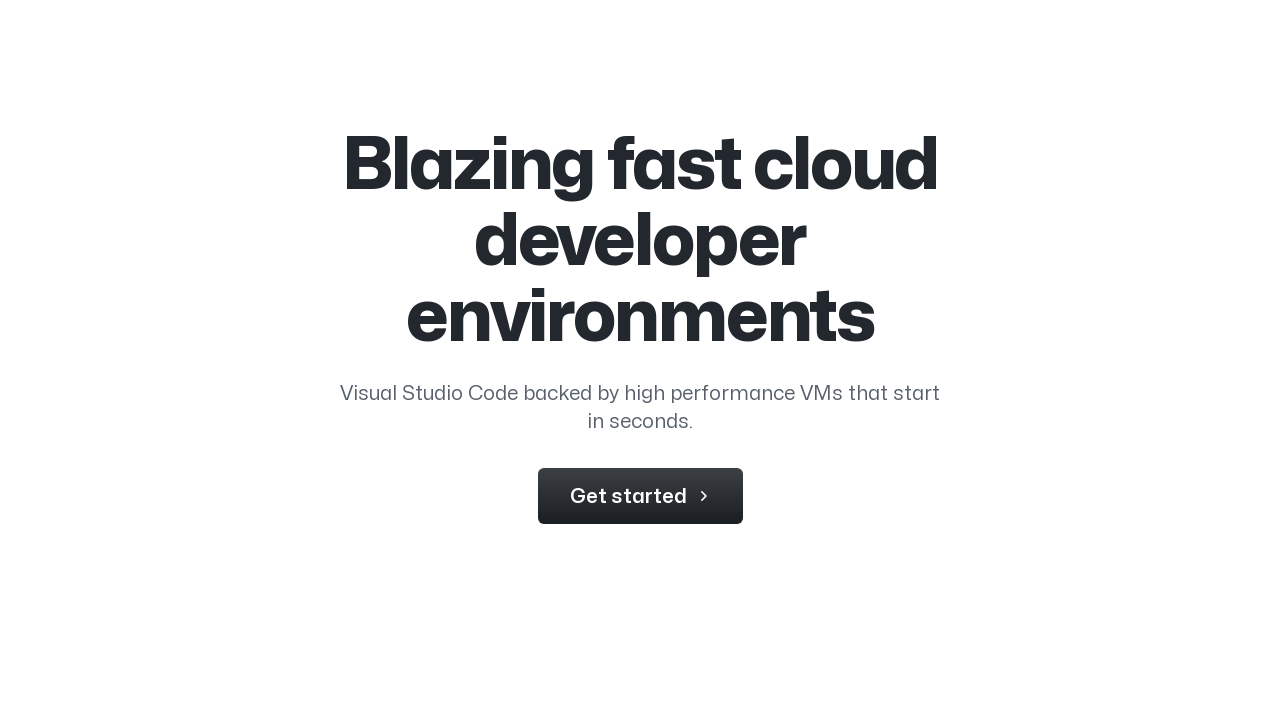 Blazing fast cloud
developer
environments
Visual Studio Code backed by high performance VMs that start
in seconds.
Get started